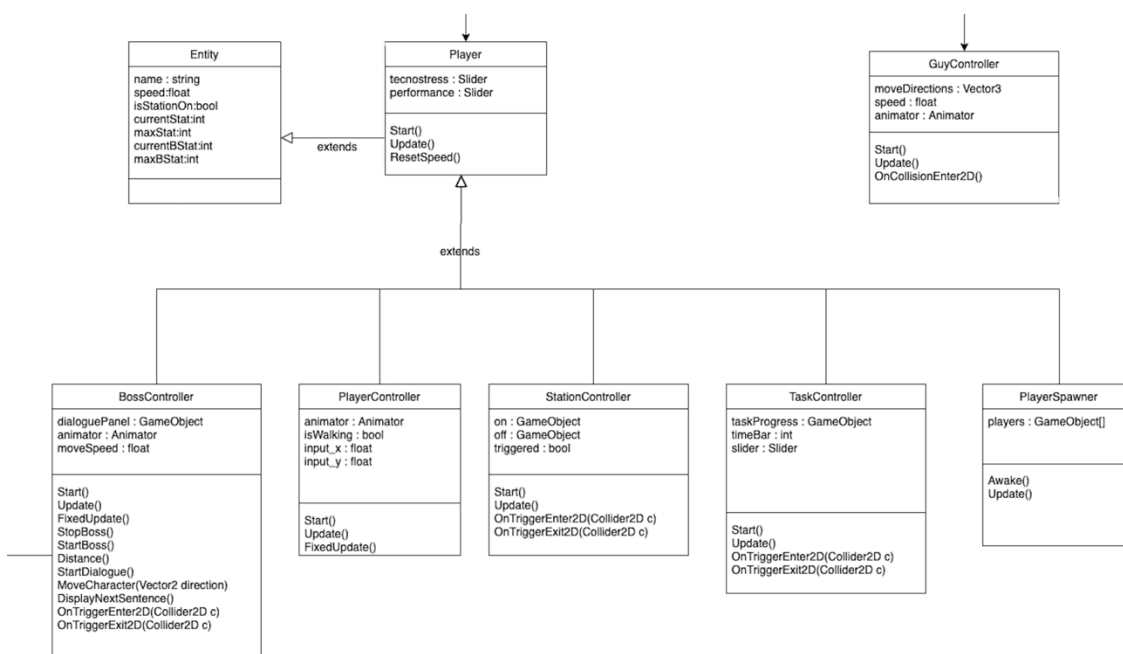 Entity
name : string
speed:float
isStationOn:bool
currentStat:int
maxStat:int
currentBStat:int
maxBStat:int
extends
Player
tecnostress : Slider
performance : Slider
Start()
Update()
ResetSpeed()
GuyController
moveDirections : Vector3
speed : float
animator : Animator
Start()
Update()
OnCollisionEnter2D()
extends
BossController
dialoguePanel : GameObject
animator : Animator
moveSpeed : float
Start()
Update()
FixedUpdate()
StopBoss()
StartBoss()
Distance()
StartDialogue()
MoveCharacter(Vector2 direction)
DisplayNextSentence()
OnTriggerEnter2D(Collider2D c)
OnTriggerExit2D(Collider2D c)
PlayerController
animator : Animator
isWalking : bool
input_x : float
input_y : float
Start()
Update()
FixedUpdate()
StationController
on : GameObject
off : GameObject
triggered : bool
Start()
Update()
OnTriggerEnter2D(Collider2D c)
OnTriggerExit2D(Collider2D c)
TaskController
taskProgress : GameObject
timeBar : int
slider : Slider
Start()
Update()
OnTriggerEnter2D(Collider2D c)
OnTriggerExit2D(Collider2D c)
PlayerSpawner
players : GameObject[]
Awake()
Update()